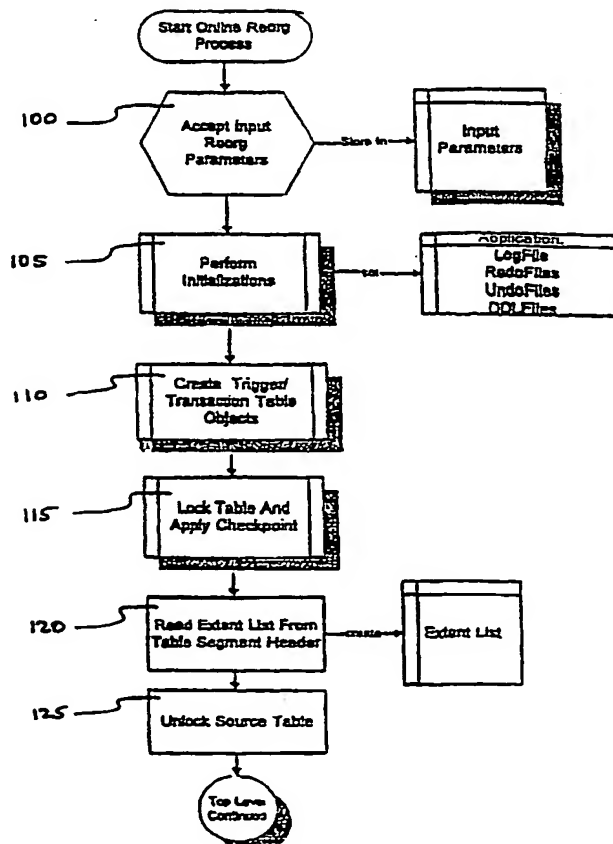 Start Online Reorg
Process
100
Accept Input
Reorg
Parameters
Store In
Input
Parameters
105
Perform
Initializations
Application
LogFile
RedoFiles
UndoFiles
DDLFiles
110
Create Trigger/
Transaction Table
Objects
115
Lock Table And
Apply Checkpoint
120
Read Extent List From
Table Segment Header
create
Extent List
125
Unlock Source Table
Top Level
Continued